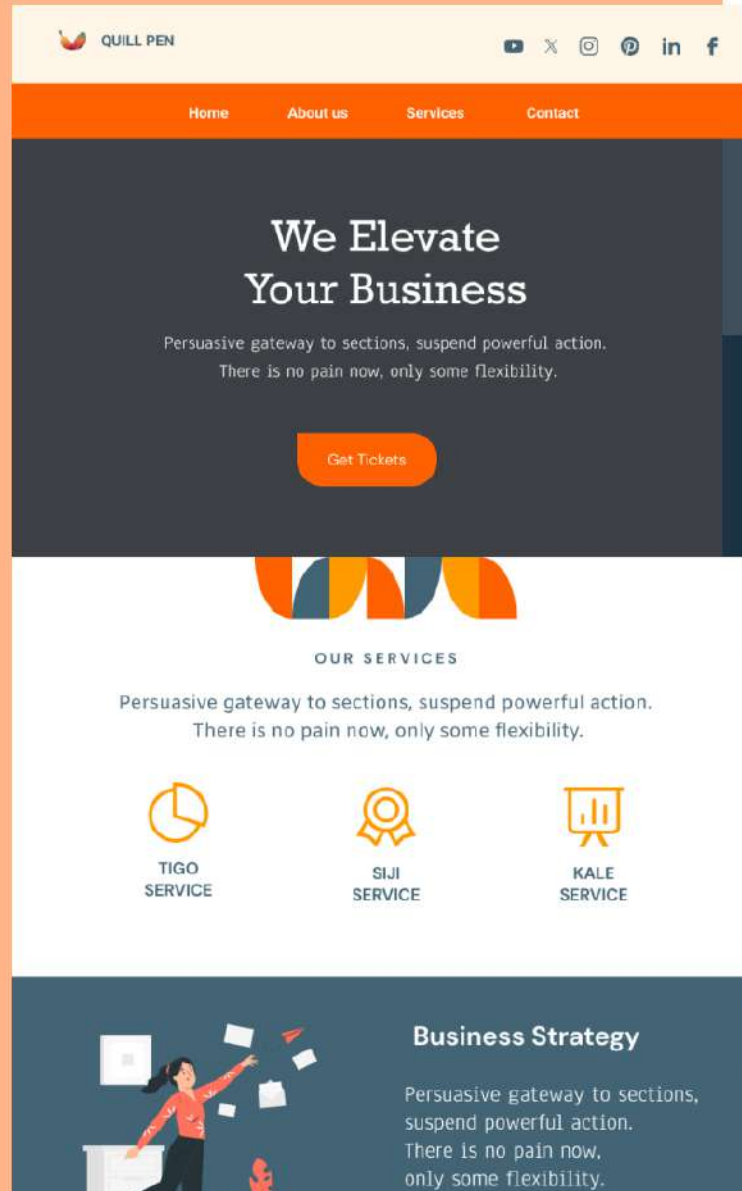 QUILL PEN
Home About us Services Contact
We Elevate
Your Business
Persuasive gateway to sections, suspend powerful action.
There is no pain now, only some flexibility.
Get Tickets
OUR SERVICES
Persuasive gateway to sections, suspend powerful action.
There is no pain now, only some flexibility.
TIGO
SERVICE
SIJI
SERVICE
KALE
SERVICE
Business Strategy
Persuasive gateway to sections,
suspend powerful action.
There is no pain now,
only some flexibility.